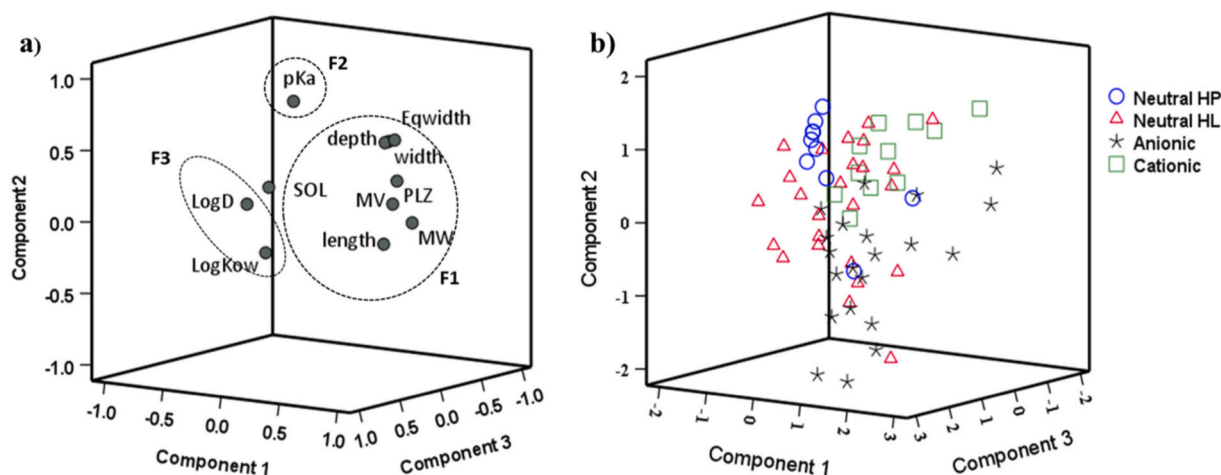 a)
F2
pKa
Eqwidth
depth
width
F3
SOL
PLZ
LogD
MV
MW
length
LogKow
F1
1.0
0.5
0.0
-0.5
-1.0
Component 2
-1.0
0.0
0.5
1.0
Component 1
1.0
0.5
0.0
-0.5
-1.0
Component 3
b)
2
1
0
-1
-2
Component 2
-2
-1
0
1
2
3
Component 1
3
2
1
0
-1
-2
Component 3
Neutral HP
Neutral HL
Anionic
Cationic